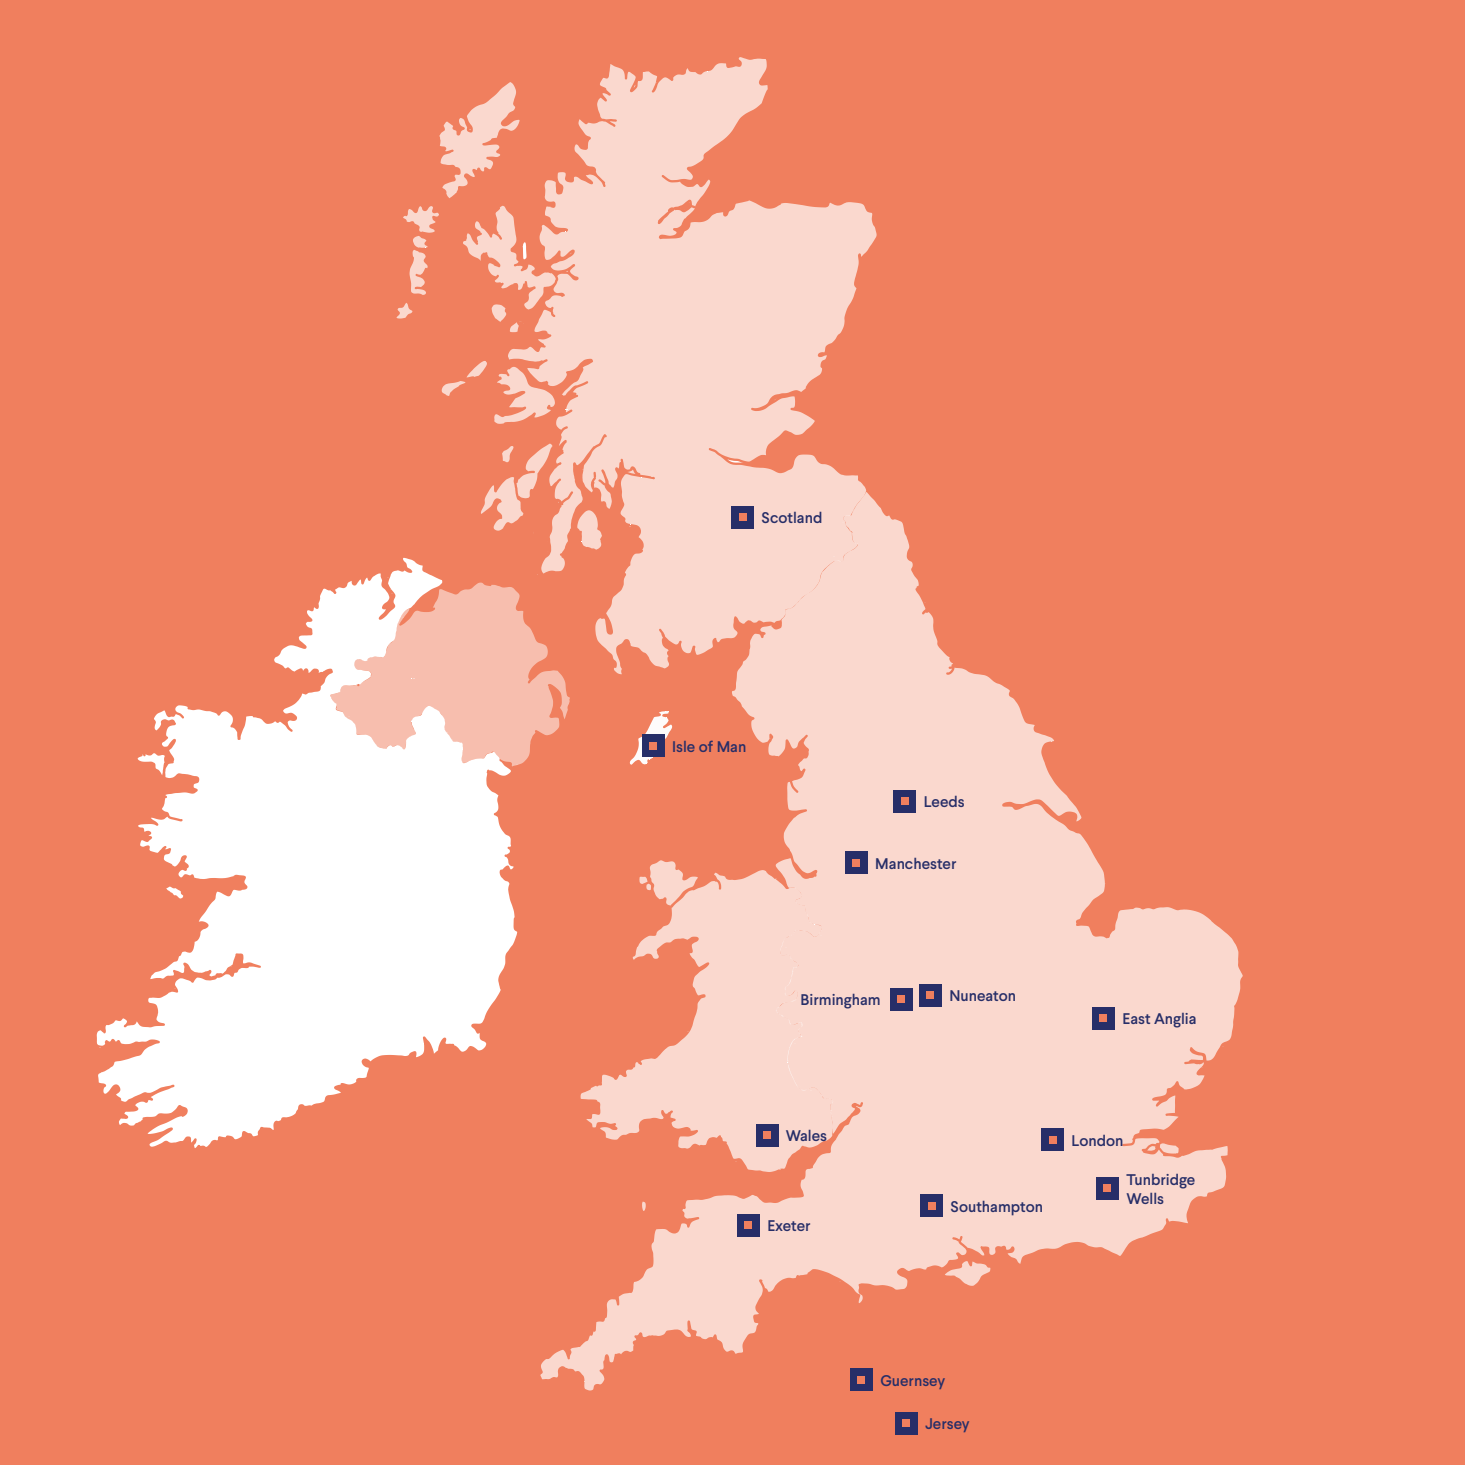 Scotland
Isle of Man
Leeds
Manchester
Birmingham
Nuneaton
East Anglia
Wales
London
Tunbridge
Wells
Southampton
Exeter
Guernsey
Jersey